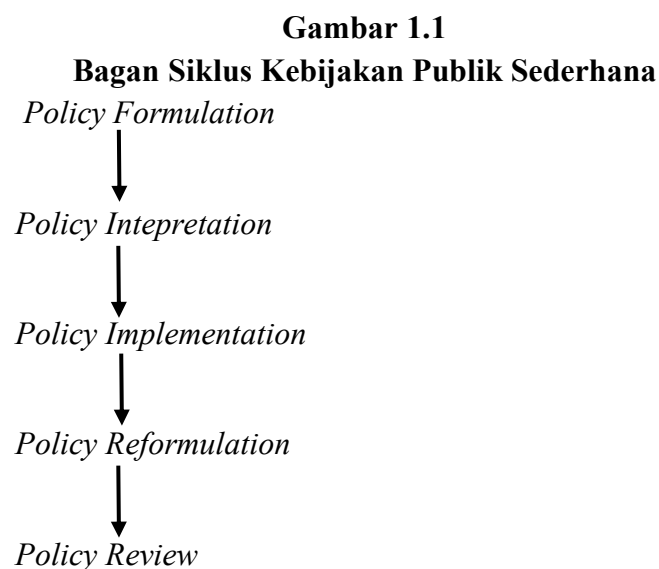 Gambar 1.1
Bagan Siklus Kebijakan Publik Sederhana
Policy Formulation
Policy Intepretation
Policy Implementation
Policy Reformulation
Policy Review